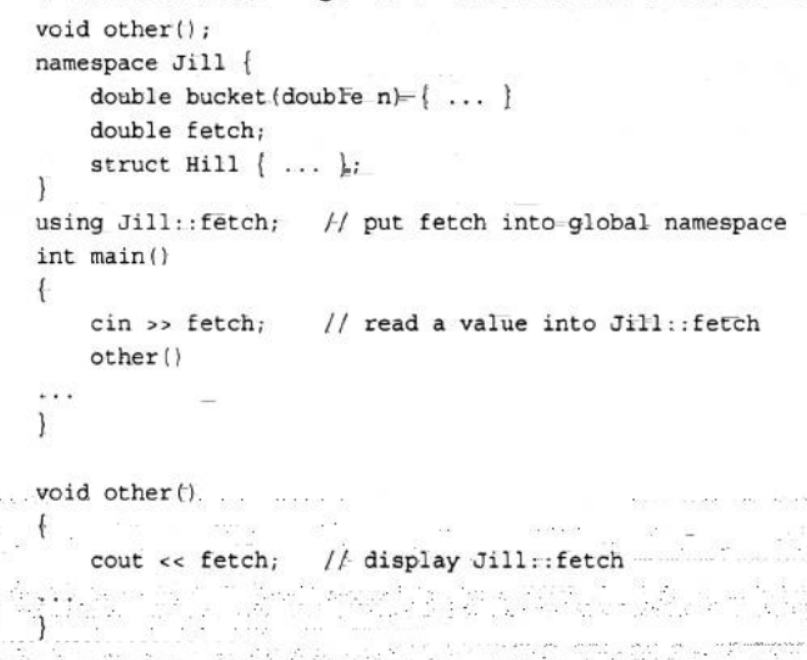 void other();
namespace Jill {
    double bucket(double n) { ... }
    double fetch;
    struct Hill { ... };
}
using Jill::fetch;   // put fetch into global namespace
int main()
{
    cin >> fetch;    // read a value into Jill::fetch
    other()
...
}
void other()
{
    cout << fetch;   // display Jill::fetch
...
}